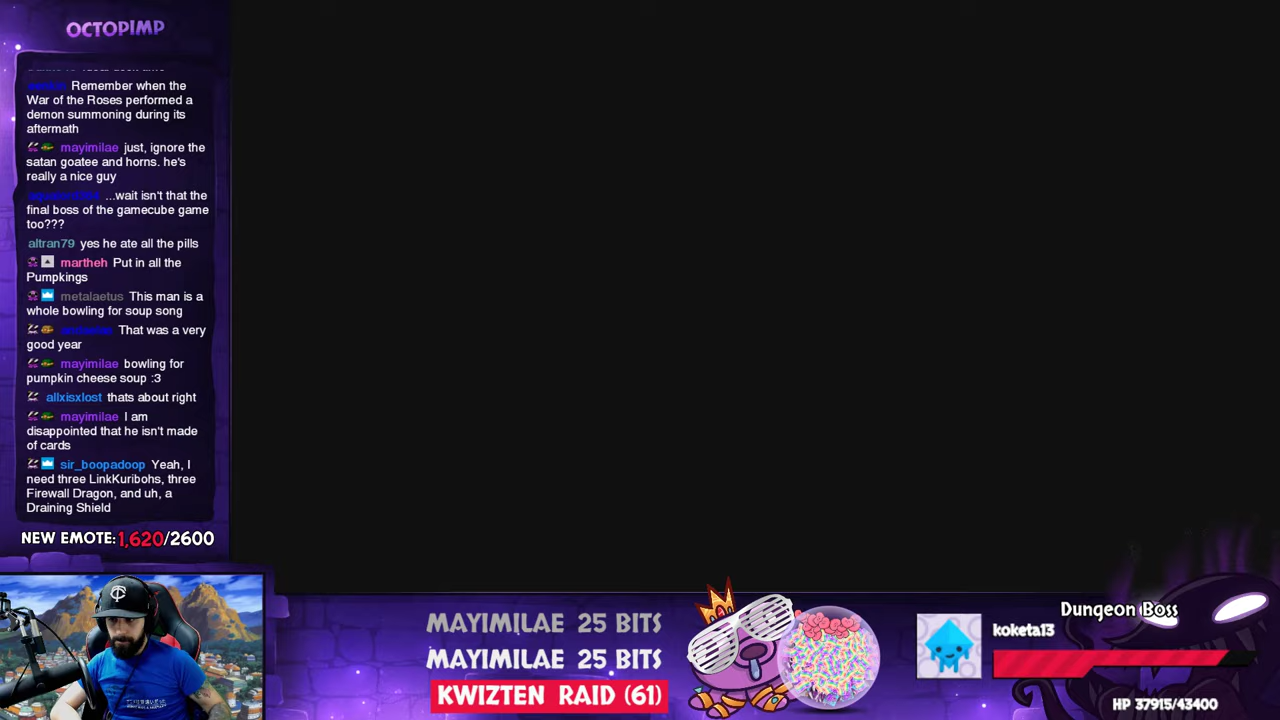 OCTOPIMP
Remember when the
War of the Roses performed a
demon summoning during its
aftermath
mayimilae just, ignore the
satan goatee and horns. he's
really a nice guy
...wait isn't that the
final boss of the gamecube game
too???
altran79 yes he ate all the pills
martheh Put in all the
Pumpkings
metalaetus This man is a
whole bowling for soup song
That was a very
good year
mayimilae bowling for
pumpkin cheese soup :3
allxisxlost thats about right
mayimilae I am
disappointed that he isn't made
of cards
sir_boopadoop Yeah, I
need three LinkKuribohs, three
Firewall Dragon, and uh, a
Draining Shield
NEW EMOTE: 1,620/2600
MAYIMILAE 25 BITS
MAYIMILAE 25 BITS
KWIZTEN RAID (61)
Dungeon Boss
koketa13
HP 37915/43400